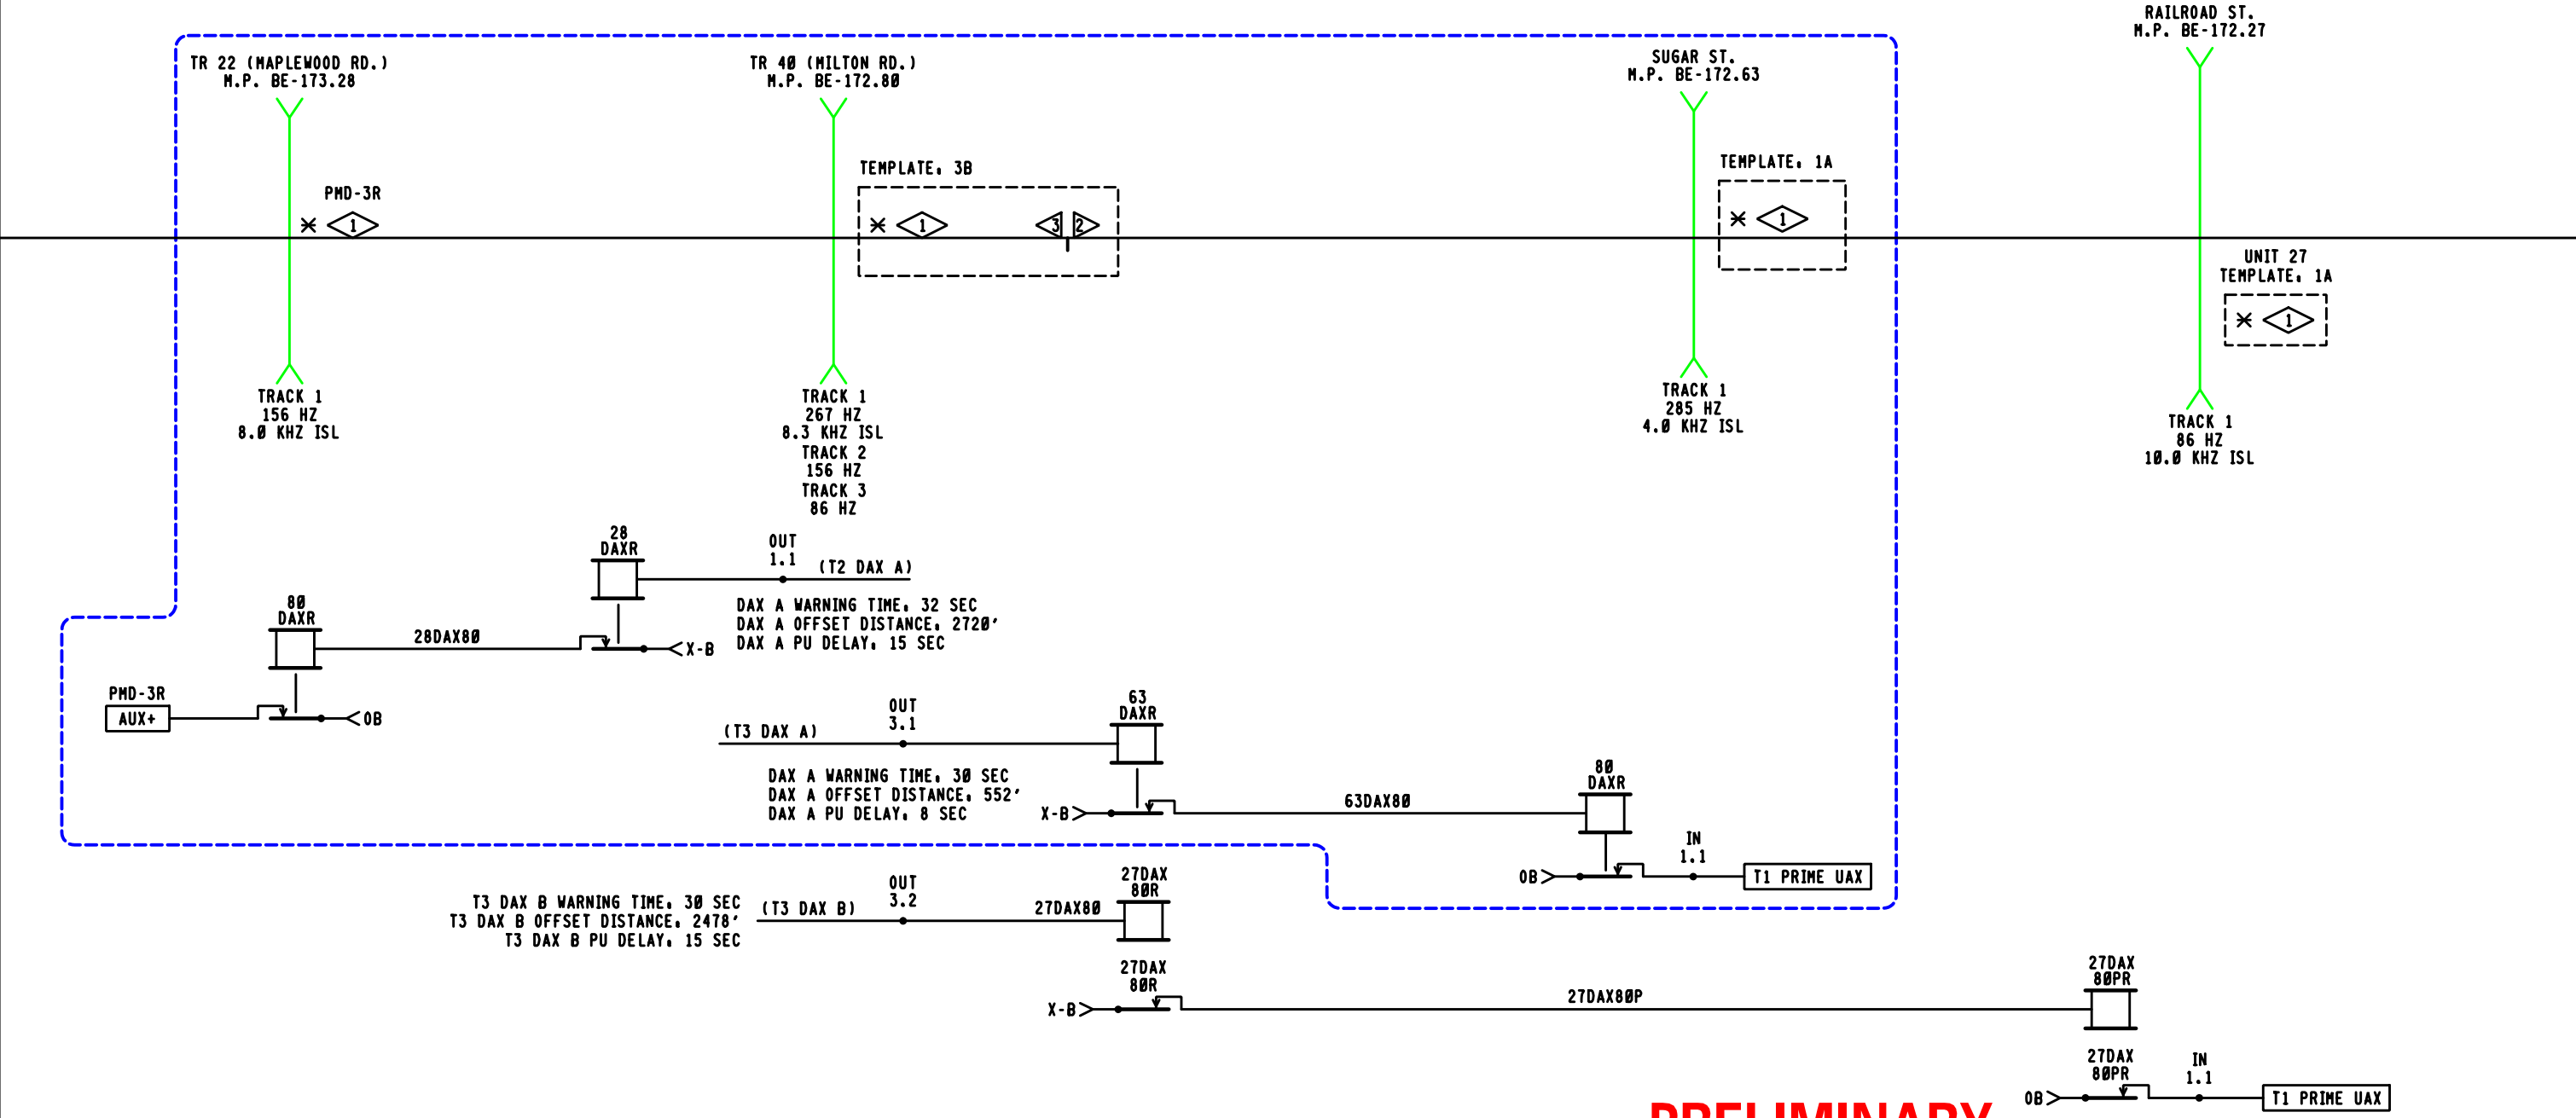 RAILROAD ST.
M.P. BE-172.27
TR 22 (MAPLEWOOD RD.)
M.P. BE-173.28
TR 40 (MILTON RD.)
M.P. BE-172.80
SUGAR ST.
M.P. BE-172.63
PMD-3R
1
TEMPLATE: 3B
1
3
2
TEMPLATE: 1A
1
UNIT 27
TEMPLATE: 1A
1
TRACK 1
156 HZ
8.0 KHZ ISL
TRACK 1
267 HZ
8.3 KHZ ISL
TRACK 2
156 HZ
TRACK 3
86 HZ
TRACK 1
285 HZ
4.0 KHZ ISL
TRACK 1
86 HZ
10.0 KHZ ISL
28
DAXR
OUT
1.1
(T2 DAX A)
80
DAXR
28DAX80
X-B
DAX A WARNING TIME: 32 SEC
DAX A OFFSET DISTANCE: 2720'
DAX A PU DELAY: 15 SEC
PMD-3R
AUX+
OB
(T3 DAX A)
OUT
3.1
63
DAXR
DAX A WARNING TIME: 30 SEC
DAX A OFFSET DISTANCE: 552'
DAX A PU DELAY: 8 SEC
X-B
63DAX80
80
DAXR
OB
IN
1.1
T1 PRIME UAX
T3 DAX B WARNING TIME: 30 SEC
T3 DAX B OFFSET DISTANCE: 2478'
T3 DAX B PU DELAY: 15 SEC
(T3 DAX B)
OUT
3.2
27DAX80
27DAX
80R
27DAX
80R
X-B
27DAX80P
27DAX
80PR
27DAX
80PR
OB
IN
1.1
T1 PRIME UAX
PRELIMINARY